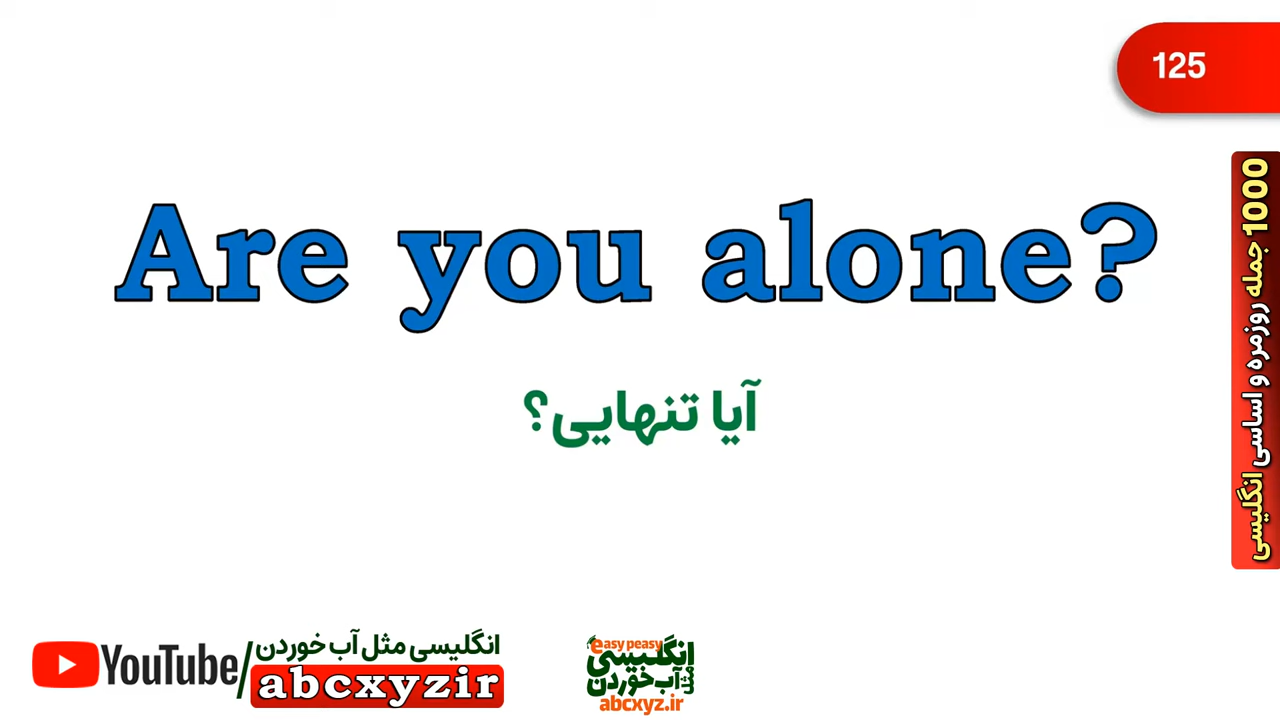 125
1000 جمله روزمره و اساسی انگلیسی
Are you alone?
آیا تنهایی؟
YouTube/
انگلیسی مثل آب خوردن
abcxyzir
easy peasy
انگلیسی
مثل آب خوردن
abcxyz.ir